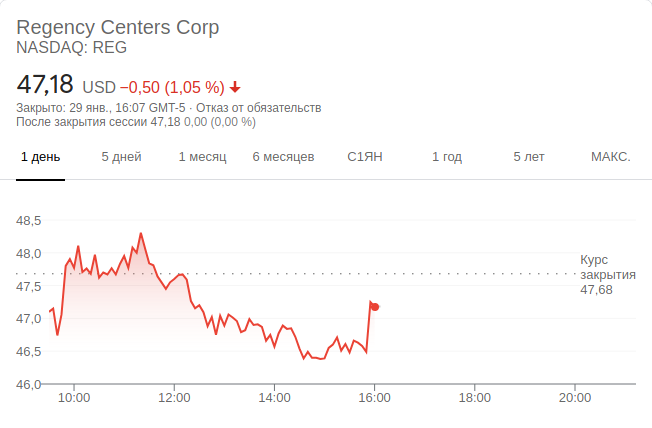 Regency Centers Corp
NASDAQ: REG
47,18 USD −0,50 (1,05 %)
Закрыто: 29 янв., 16:07 GMT-5 · Отказ от обязательств
После закрытия сессии 47,18 0,00 (0,00 %)
1 день 5 дней 1 месяц 6 месяцев С1ЯН 1 год 5 лет МАКС.
48,5
48,0
47,5
47,0
46,5
46,0
Курс
закрытия
47,68
10:00 12:00 14:00 16:00 18:00 20:00